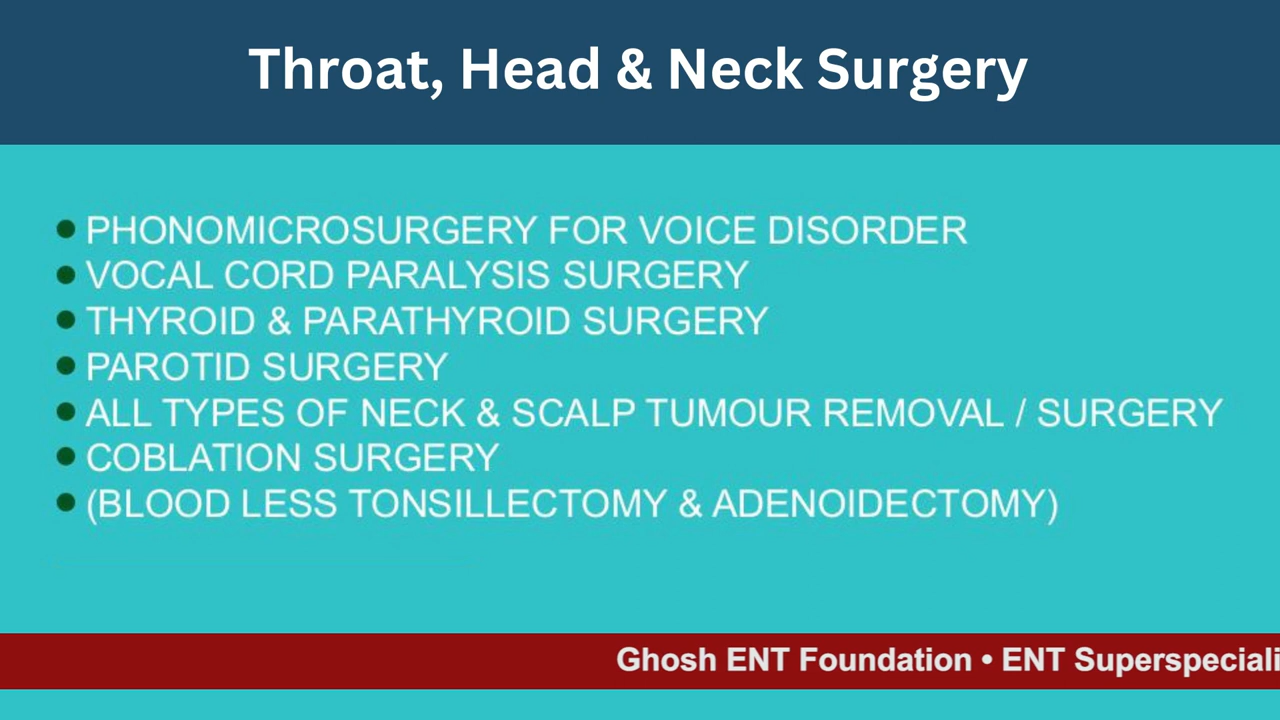 Throat, Head & Neck Surgery
● PHONOMICROSURGERY FOR VOICE DISORDER
● VOCAL CORD PARALYSIS SURGERY
● THYROID & PARATHYROID SURGERY
● PAROTID SURGERY
● ALL TYPES OF NECK & SCALP TUMOUR REMOVAL / SURGERY
● COBLATION SURGERY
● (BLOOD LESS TONSILLECTOMY & ADENOIDECTOMY)
Ghosh ENT Foundation • ENT Superspeciali